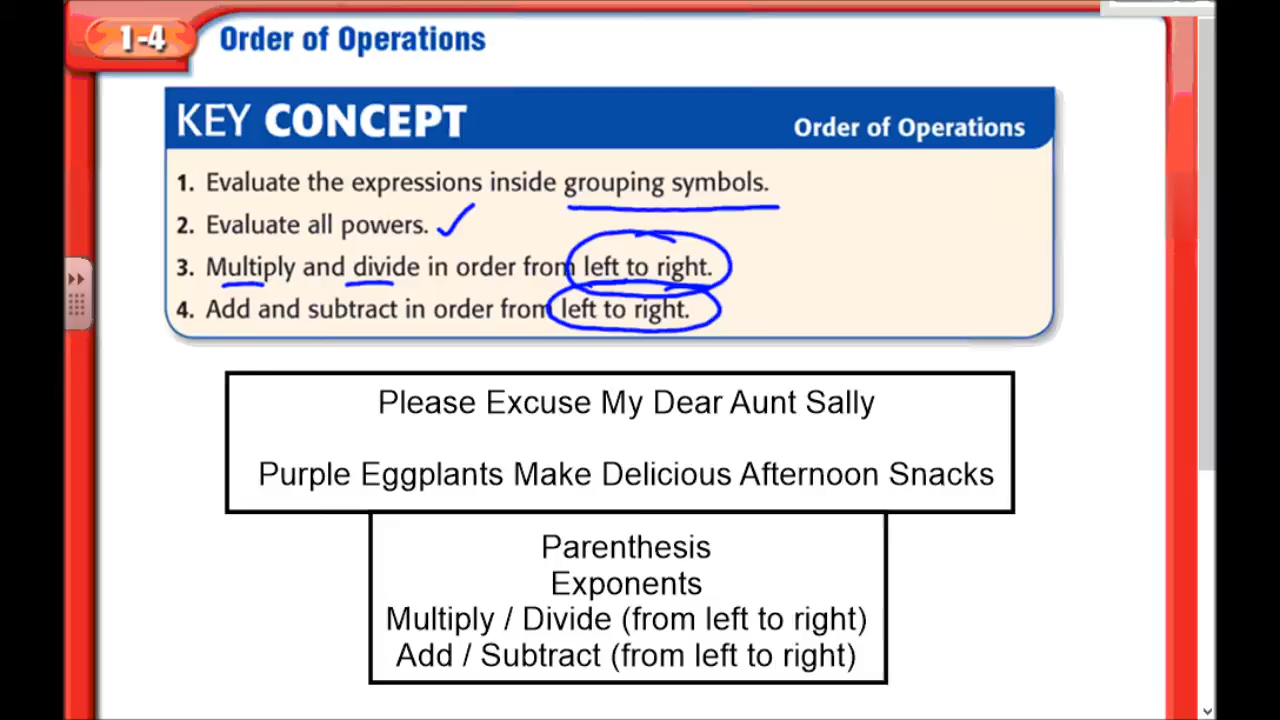 1-4 Order of Operations
KEY CONCEPT Order of Operations
1. Evaluate the expressions inside grouping symbols.
2. Evaluate all powers.
3. Multiply and divide in order from left to right.
4. Add and subtract in order from left to right.
Please Excuse My Dear Aunt Sally
Purple Eggplants Make Delicious Afternoon Snacks
Parenthesis
Exponents
Multiply / Divide (from left to right)
Add / Subtract (from left to right)